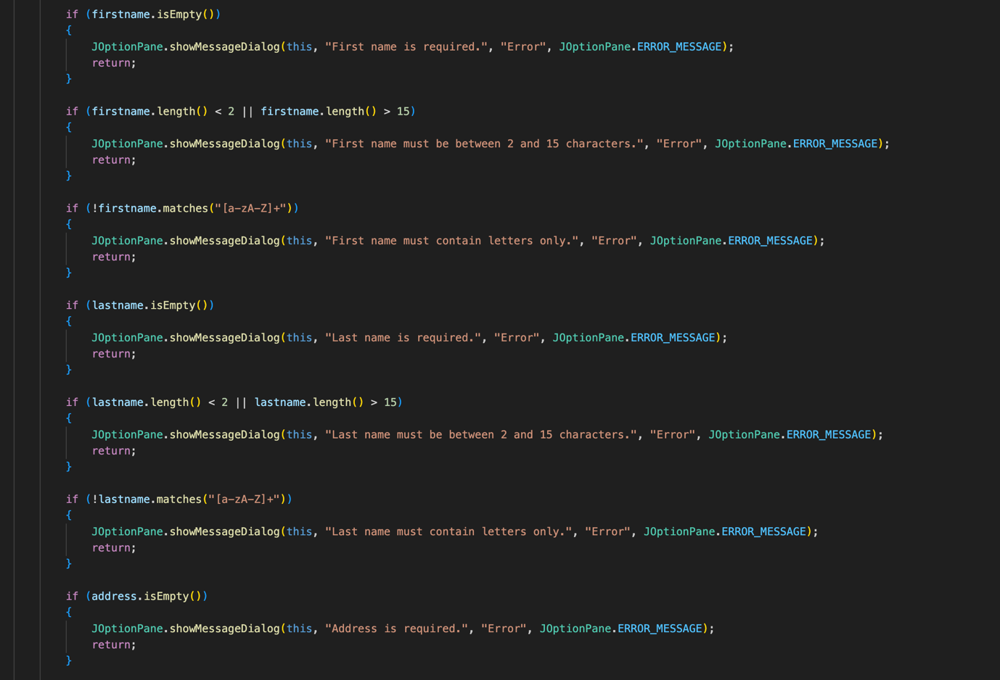 if (firstname.isEmpty())
{
    JOptionPane.showMessageDialog(this, "First name is required.", "Error", JOptionPane.ERROR_MESSAGE);
    return;
}

if (firstname.length() < 2 || firstname.length() > 15)
{
    JOptionPane.showMessageDialog(this, "First name must be between 2 and 15 characters.", "Error", JOptionPane.ERROR_MESSAGE);
    return;
}

if (!firstname.matches("[a-zA-Z]+"))
{
    JOptionPane.showMessageDialog(this, "First name must contain letters only.", "Error", JOptionPane.ERROR_MESSAGE);
    return;
}

if (lastname.isEmpty())
{
    JOptionPane.showMessageDialog(this, "Last name is required.", "Error", JOptionPane.ERROR_MESSAGE);
    return;
}

if (lastname.length() < 2 || lastname.length() > 15)
{
    JOptionPane.showMessageDialog(this, "Last name must be between 2 and 15 characters.", "Error", JOptionPane.ERROR_MESSAGE);
    return;
}

if (!lastname.matches("[a-zA-Z]+"))
{
    JOptionPane.showMessageDialog(this, "Last name must contain letters only.", "Error", JOptionPane.ERROR_MESSAGE);
    return;
}

if (address.isEmpty())
{
    JOptionPane.showMessageDialog(this, "Address is required.", "Error", JOptionPane.ERROR_MESSAGE);
    return;
}